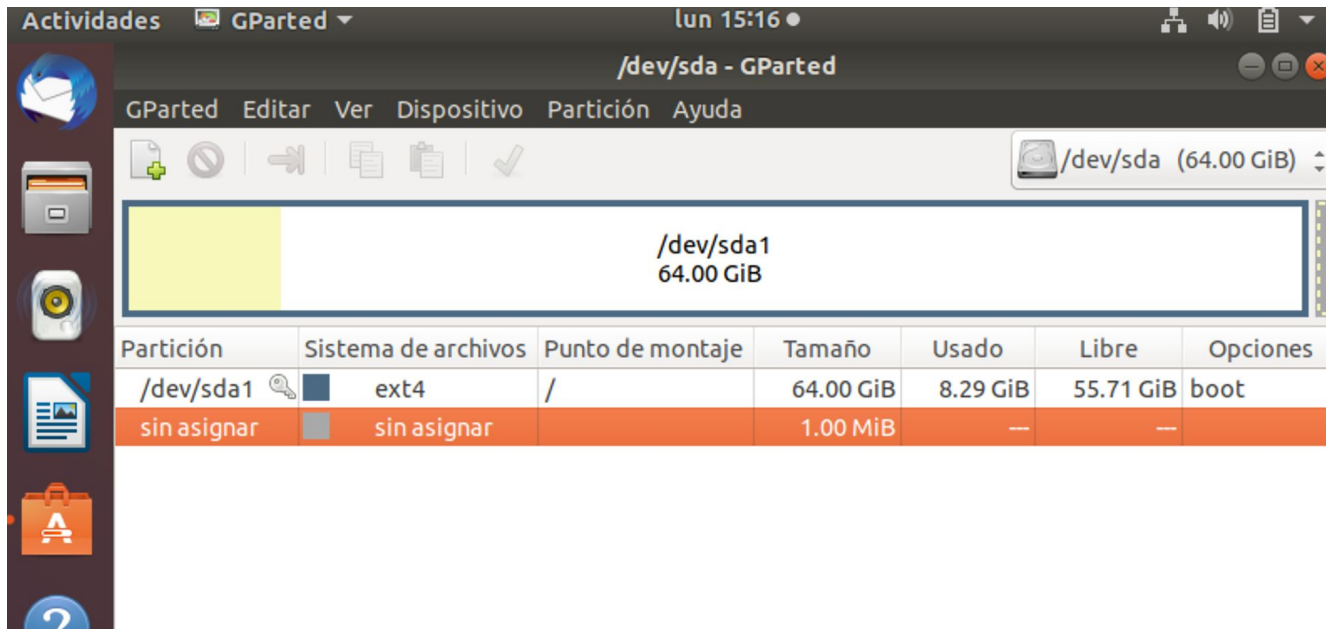 Actividades GParted lun 15:16
/dev/sda - GParted
GParted Editar Ver Dispositivo Partición Ayuda
/dev/sda (64.00 GiB)
/dev/sda1
64.00 GiB
Partición Sistema de archivos Punto de montaje Tamaño Usado Libre Opciones
/dev/sda1 ext4 / 64.00 GiB 8.29 GiB 55.71 GiB boot
sin asignar sin asignar 1.00 MiB --- ---